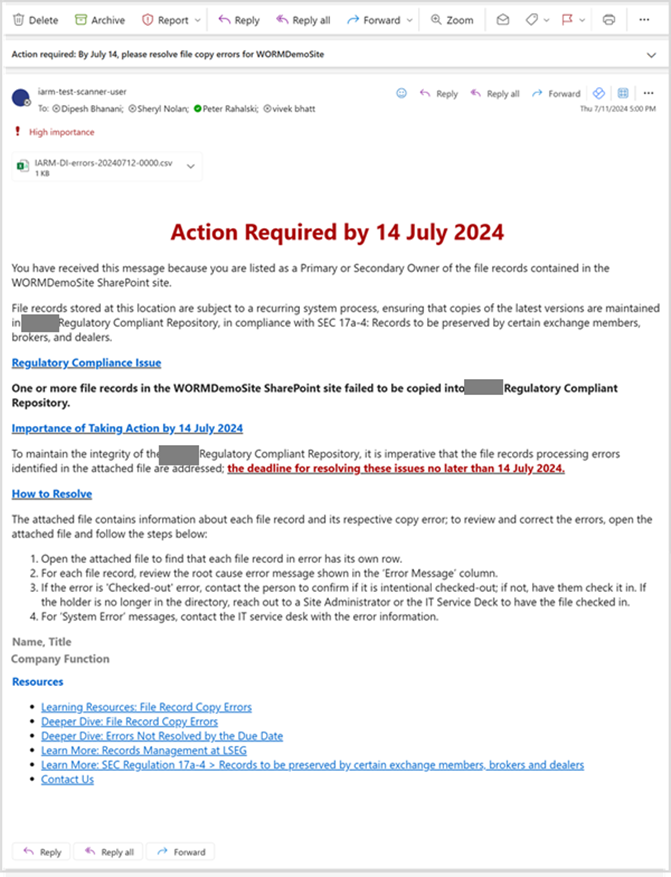 Delete Archive Report Reply Reply all Forward Zoom
Action required: By July 14, please resolve file copy errors for WORMDemoSite
iarm-test-scanner-user
Reply Reply all Forward
To: Dipesh Bhanani; Sheryl Nolan; Peter Rahalski; vivek bhatt
Thu 7/11/2024 5:00 PM
High importance
IARM-DI-errors-20240712-0000.csv
1 KB
Action Required by 14 July 2024
You have received this message because you are listed as a Primary or Secondary Owner of the file records contained in the
WORMDemoSite SharePoint site.
File records stored at this location are subject to a recurring system process, ensuring that copies of the latest versions are maintained
in Regulatory Compliant Repository, in compliance with SEC 17a-4: Records to be preserved by certain exchange members,
brokers, and dealers.
Regulatory Compliance Issue
One or more file records in the WORMDemoSite SharePoint site failed to be copied into Regulatory Compliant
Repository.
Importance of Taking Action by 14 July 2024
To maintain the integrity of the Regulatory Compliant Repository, it is imperative that the file records processing errors
identified in the attached file are addressed; the deadline for resolving these issues no later than 14 July 2024.
How to Resolve
The attached file contains information about each file record and its respective copy error; to review and correct the errors, open the
attached file and follow the steps below:
1. Open the attached file to find that each file record in error has its own row.
2. For each file record, review the root cause error message shown in the 'Error Message' column.
3. If the error is 'Checked-out' error, contact the person to confirm if it is intentional checked-out; if not, have them check it in. If
the holder is no longer in the directory, reach out to a Site Administrator or the IT Service Deck to have the file checked in.
4. For 'System Error' messages, contact the IT service desk with the error information.
Name, Title
Company Function
Resources
• Learning Resources: File Record Copy Errors
• Deeper Dive: File Record Copy Errors
• Deeper Dive: Errors Not Resolved by the Due Date
• Learn More: Records Management at LSEG
• Learn More: SEC Regulation 17a-4 > Records to be preserved by certain exchange members, brokers and dealers
• Contact Us
Reply Reply all Forward